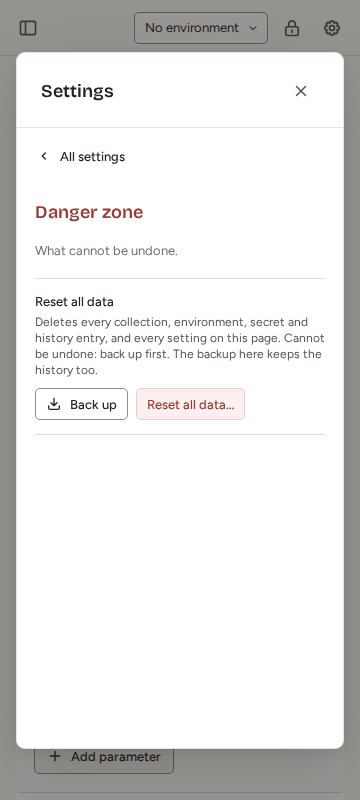 No environment
Settings
All settings
Danger zone
What cannot be undone.
Reset all data
Deletes every collection, environment, secret and
history entry, and every setting on this page. Cannot
be undone: back up first. The backup here keeps the
history too.
Back up
Reset all data...
Add parameter